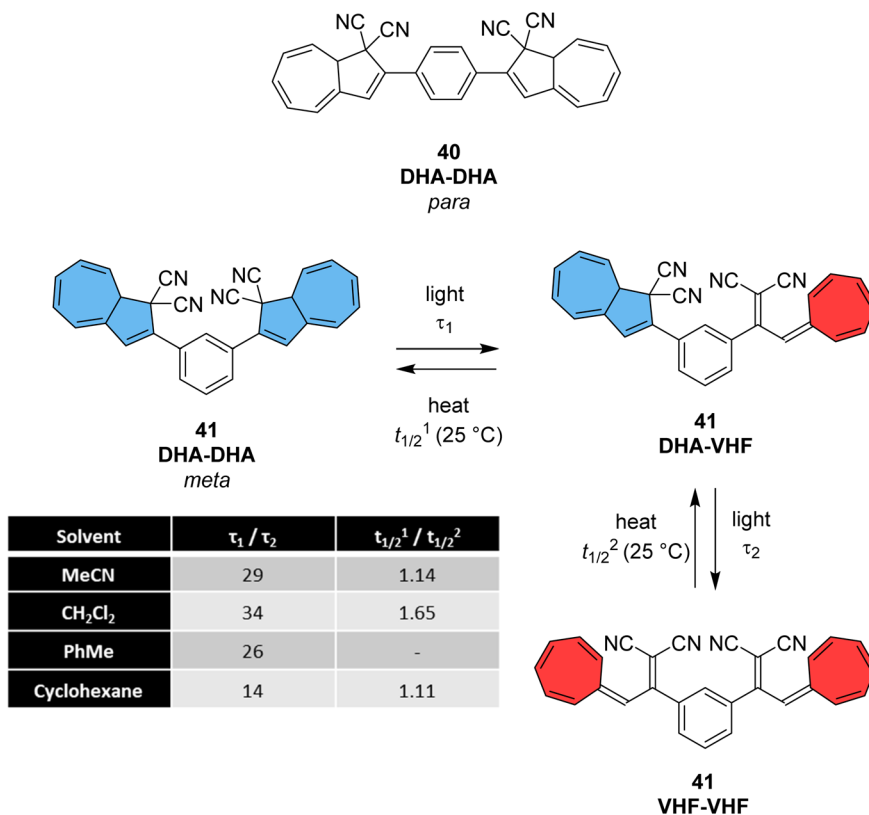 NC CN NC CN
40
DHA-DHA
para
CN
CN
NC
NC
light
τ₁
heat
t₁/₂¹ (25 °C)
41
DHA-DHA
meta
CN
CN
NC CN
41
DHA-VHF
Solvent τ₁ / τ₂ t₁/₂¹ / t₁/₂²
MeCN 29 1.14
CH₂Cl₂ 34 1.65
PhMe 26 -
Cyclohexane 14 1.11
heat
t₁/₂² (25 °C)
light
τ₂
NC CN NC CN
41
VHF-VHF